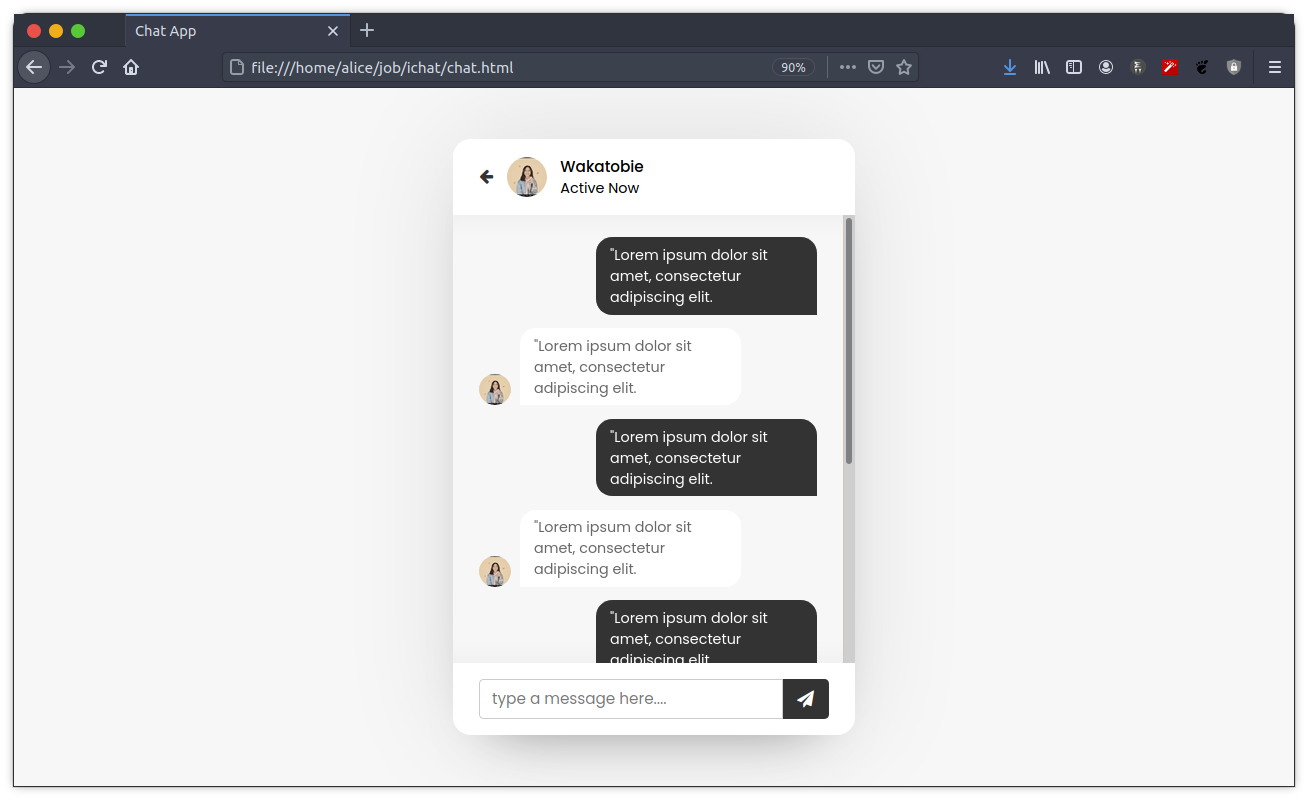 Chat App
file:///home/alice/job/ichat/chat.html
90%
Wakatobie
Active Now
"Lorem ipsum dolor sit
amet, consectetur
adipiscing elit.
"Lorem ipsum dolor sit
amet, consectetur
adipiscing elit.
"Lorem ipsum dolor sit
amet, consectetur
adipiscing elit.
"Lorem ipsum dolor sit
amet, consectetur
adipiscing elit.
"Lorem ipsum dolor sit
amet, consectetur
adipiscing elit.
type a message here....